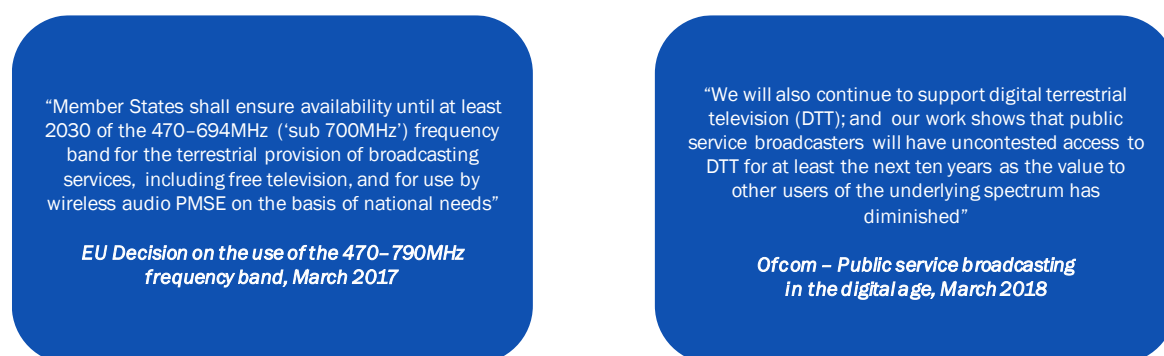 “Member States shall ensure availability until at least
2030 of the 470–694MHz (‘sub 700MHz’) frequency
band for the terrestrial provision of broadcasting
services, including free television, and for use by
wireless audio PMSE on the basis of national needs”
EU Decision on the use of the 470–790MHz
frequency band, March 2017
“We will also continue to support digital terrestrial
television (DTT); and our work shows that public
service broadcasters will have uncontested access to
DTT for at least the next ten years as the value to
other users of the underlying spectrum has
diminished”
Ofcom – Public service broadcasting
in the digital age, March 2018